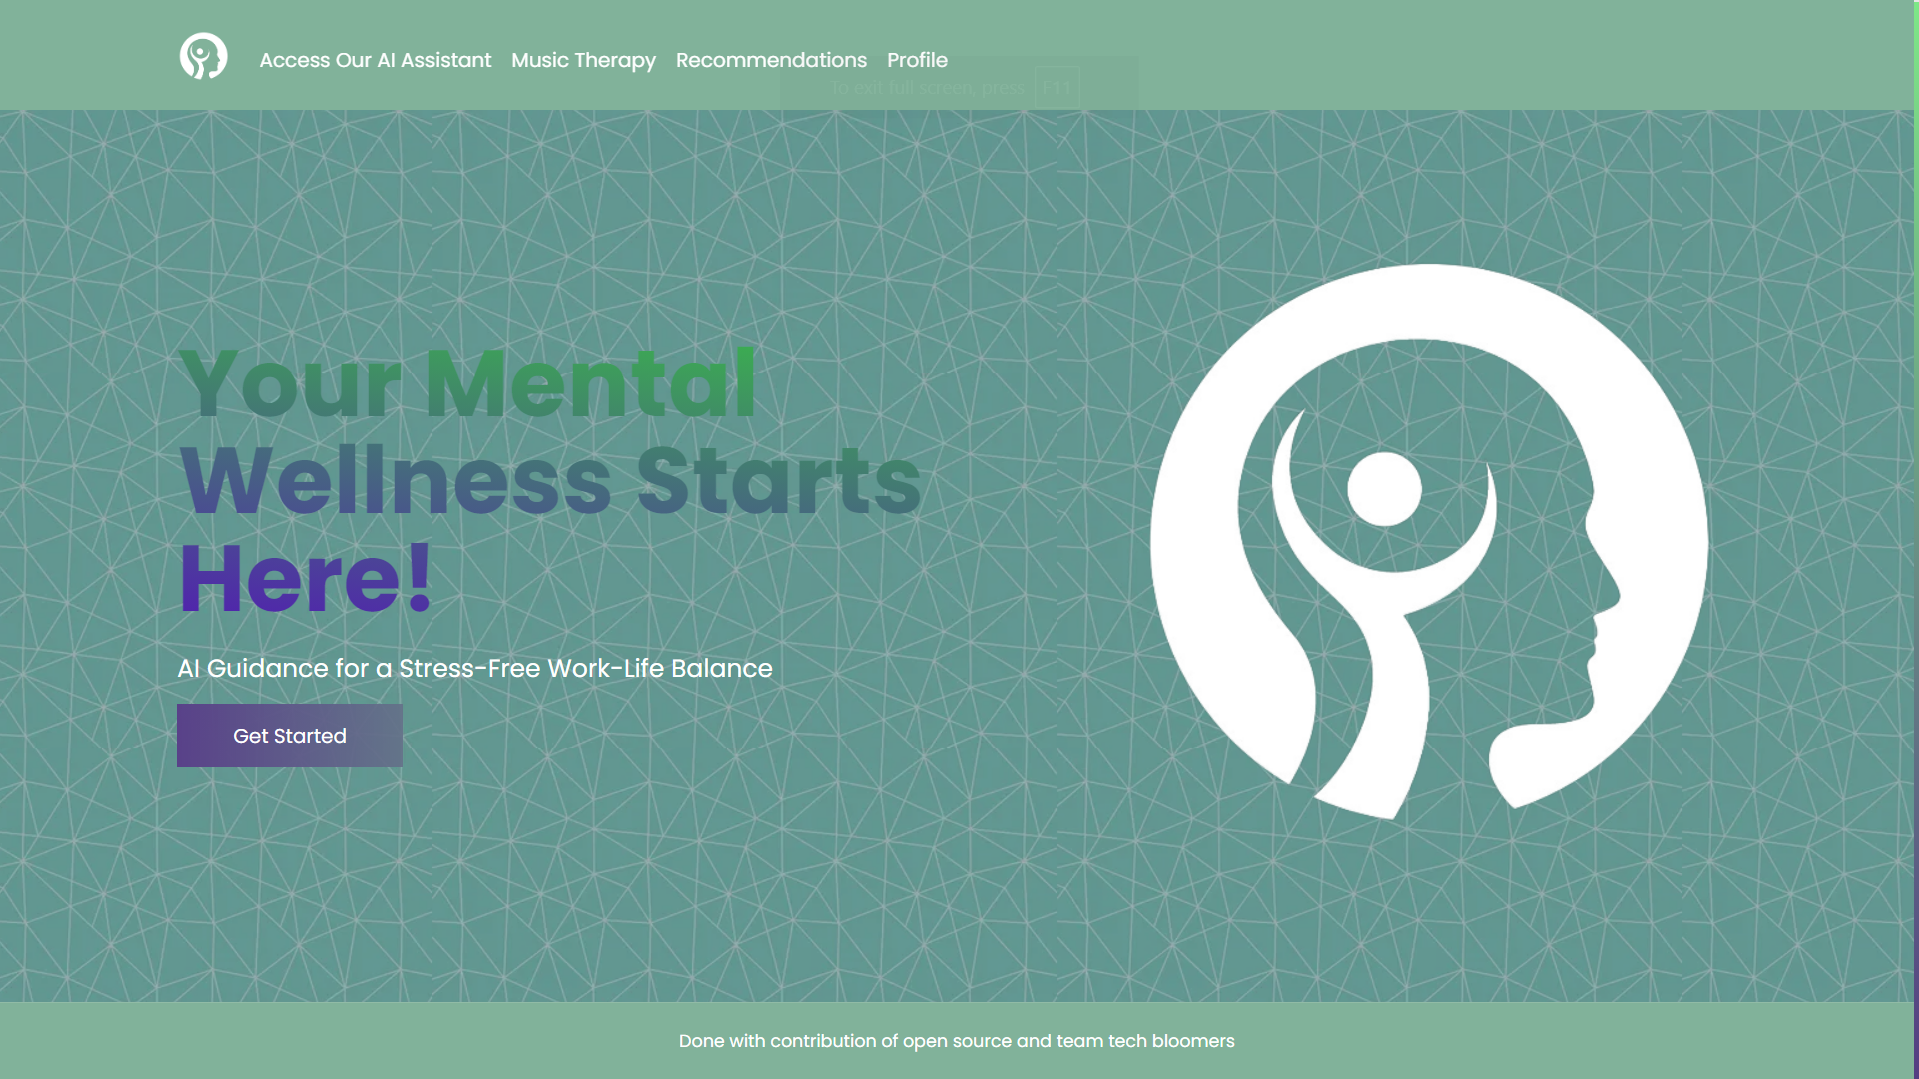 Access Our AI Assistant Music Therapy Recommendations Profile
To exit full screen, press F11
Your Mental
Wellness Starts
Here!
AI Guidance for a Stress-Free Work-Life Balance
Get Started
Done with contribution of open source and team tech bloomers